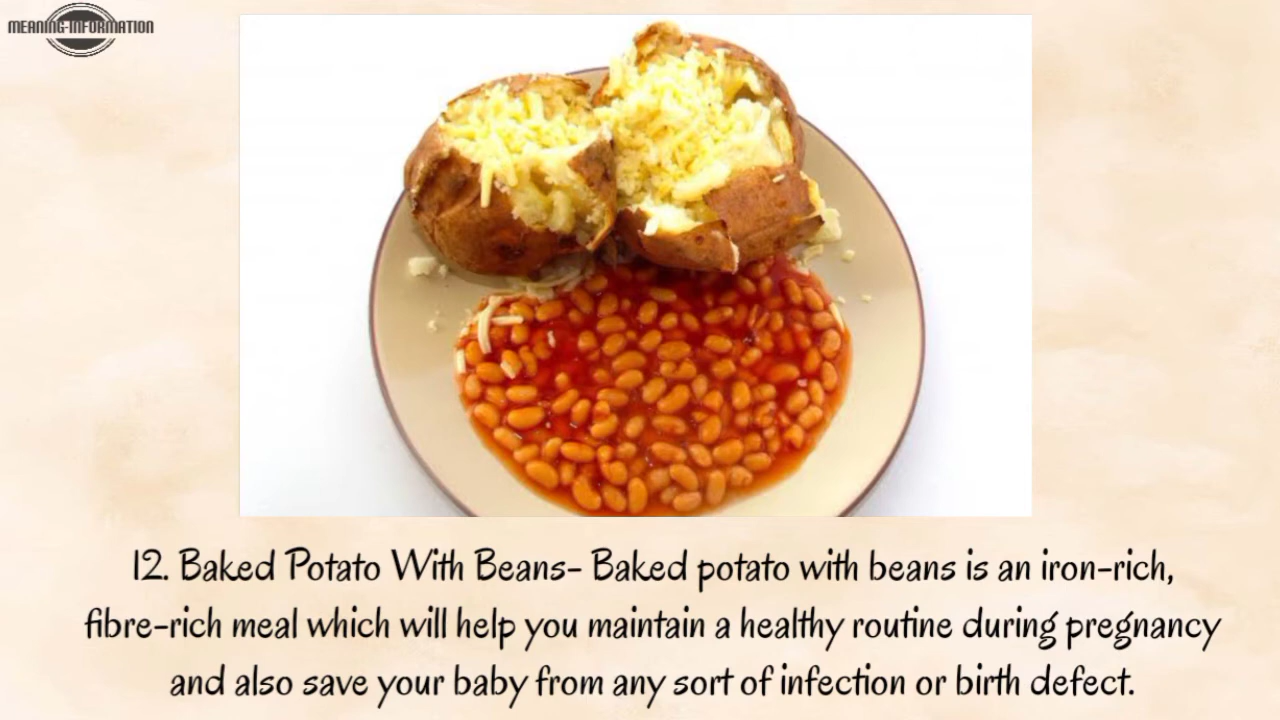 MEANING-INFORMATION
12. Baked Potato With Beans- Baked potato with beans is an iron-rich,
fibre-rich meal which will help you maintain a healthy routine during pregnancy
and also save your baby from any sort of infection or birth defect.